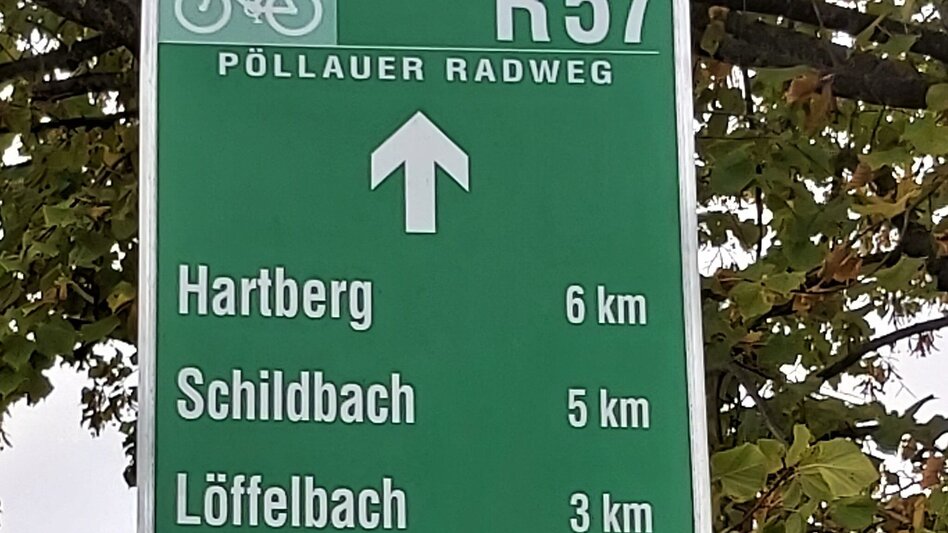 R57
PÖLLAUER RADWEG
Hartberg 6 km
Schildbach 5 km
Löffelbach 3 km